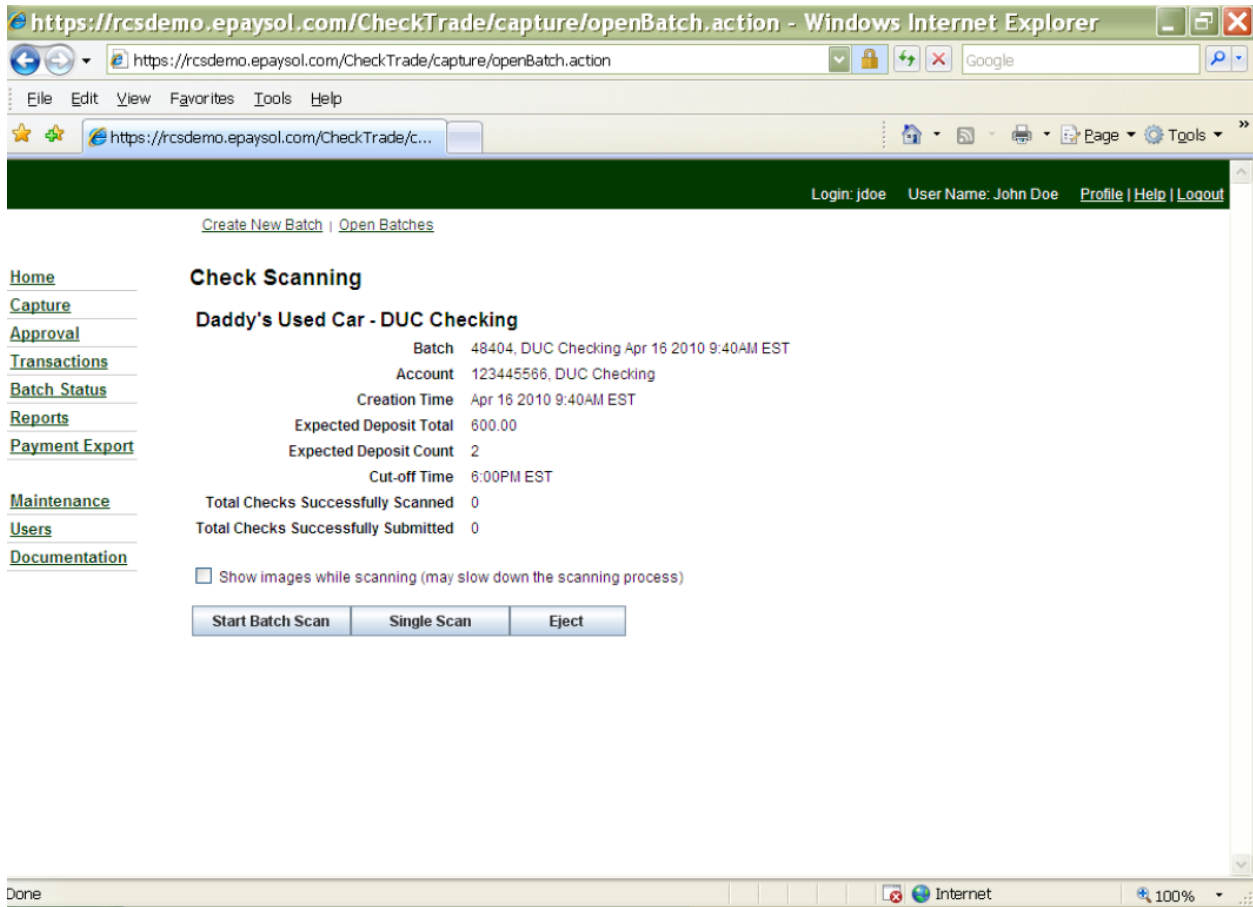 https://rcsdemo.epaysol.com/CheckTrade/capture/openBatch.action - Windows Internet Explorer
https://rcsdemo.epaysol.com/CheckTrade/capture/openBatch.action Google
File Edit View Favorites Tools Help
https://rcsdemo.epaysol.com/CheckTrade/c... Page Tools »
Login: jdoe User Name: John Doe Profile | Help | Logout
Create New Batch | Open Batches
Home
Capture
Approval
Transactions
Batch Status
Reports
Payment Export
Maintenance
Users
Documentation
Check Scanning
Daddy's Used Car - DUC Checking
Batch 48404, DUC Checking Apr 16 2010 9:40AM EST
Account 123445566, DUC Checking
Creation Time Apr 16 2010 9:40AM EST
Expected Deposit Total 600.00
Expected Deposit Count 2
Cut-off Time 6:00PM EST
Total Checks Successfully Scanned 0
Total Checks Successfully Submitted 0
Show images while scanning (may slow down the scanning process)
Start Batch Scan Single Scan Eject
Done Internet 100%